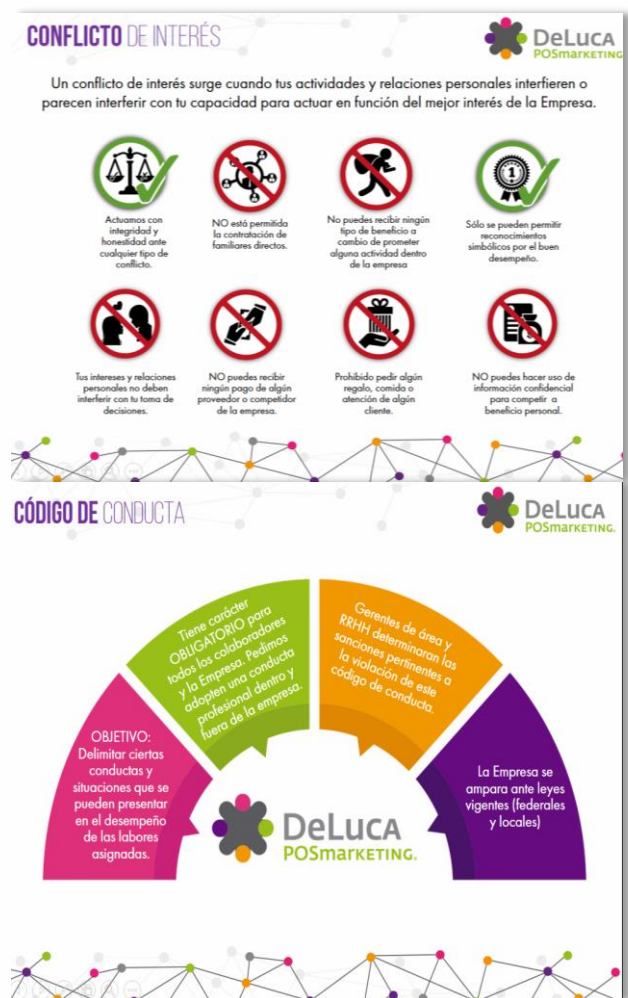 CONFLICTO DE INTERÉS
DeLuca
POSmarketing
Un conflicto de interés surge cuando tus actividades y relaciones personales interfieren o
parecen interferir con tu capacidad para actuar en función del mejor interés de la Empresa.
Actuamos con
integridad y
honestidad ante
cualquier tipo de
conflicto.
NO está permitida
la contratación de
familiares directos.
No puedes recibir ningún
tipo de beneficio a
cambio de prometer
alguna actividad dentro
de la empresa
1
Sólo se pueden permitir
reconocimientos
simbólicos por el buen
desempeño.
Tus intereses y relaciones
personales no deben
interferir con tu toma de
decisiones.
NO puedes recibir
ningún pago de algún
proveedor o competidor
de la empresa.
Prohibido pedir algún
regalo, comida o
atención de algún
cliente.
NO puedes hacer uso de
información confidencial
para competir a
beneficio personal.
CÓDIGO DE CONDUCTA
DeLuca
POSmarketing.
OBJETIVO:
Delimitar ciertas
conductas y
situaciones que se
pueden presentar
en el desempeño
de las labores
asignadas.
Tiene carácter
OBLIGATORIO para
todos los colaboradores
y la Empresa. Pedimos
adopten una conducta
profesional dentro y
fuera de la empresa.
Gerentes de área y
RRHH determinaran las
sanciones pertinentes a
la violación de este
código de conducta.
La Empresa se
ampara ante leyes
vigentes (federales
y locales)
DeLuca
POSmarketing.